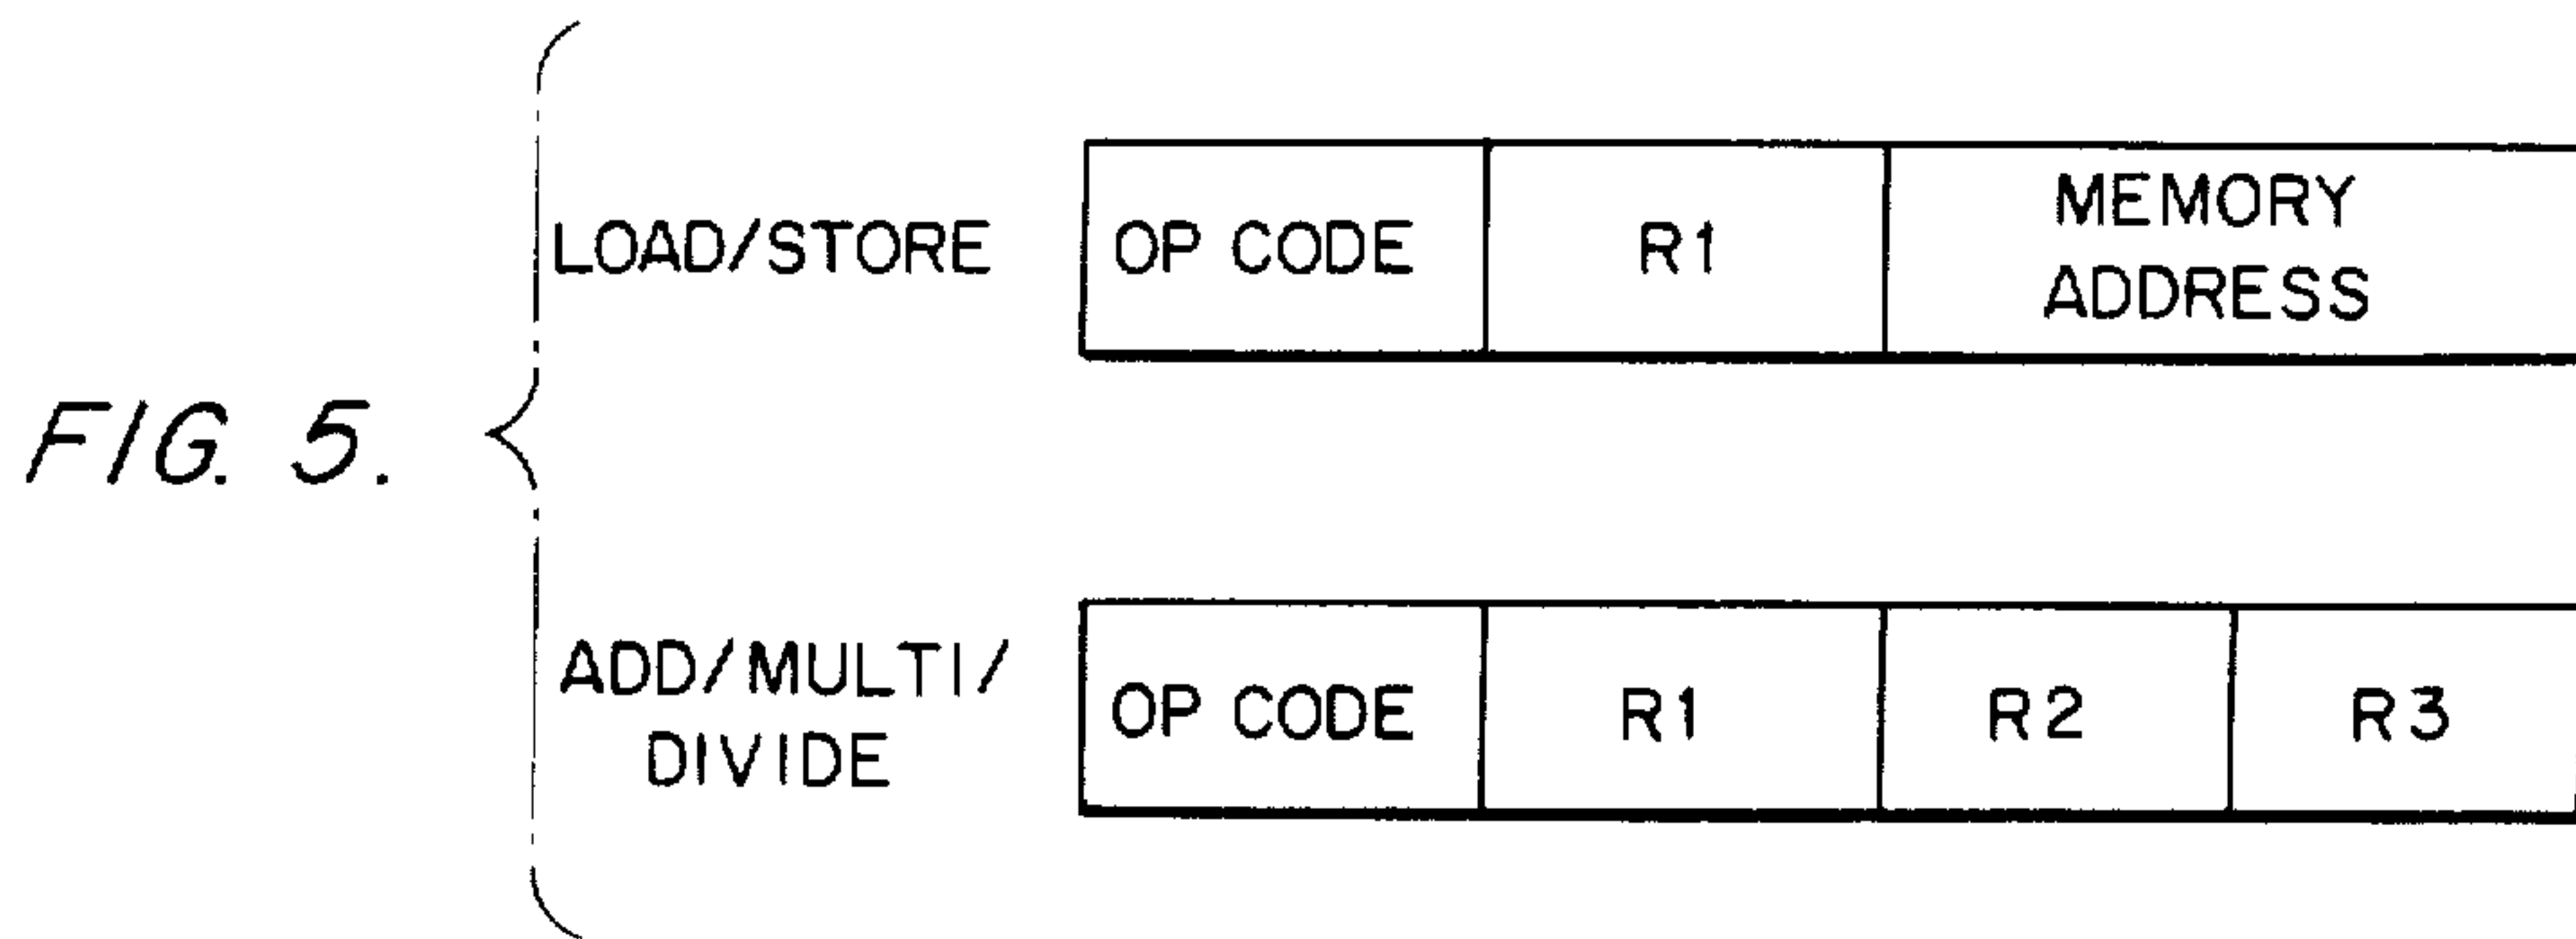 FIG. 5.
LOAD/STORE
OP CODE
R1
MEMORY
ADDRESS
ADD/MULTI/
DIVIDE
OP CODE
R1
R2
R3